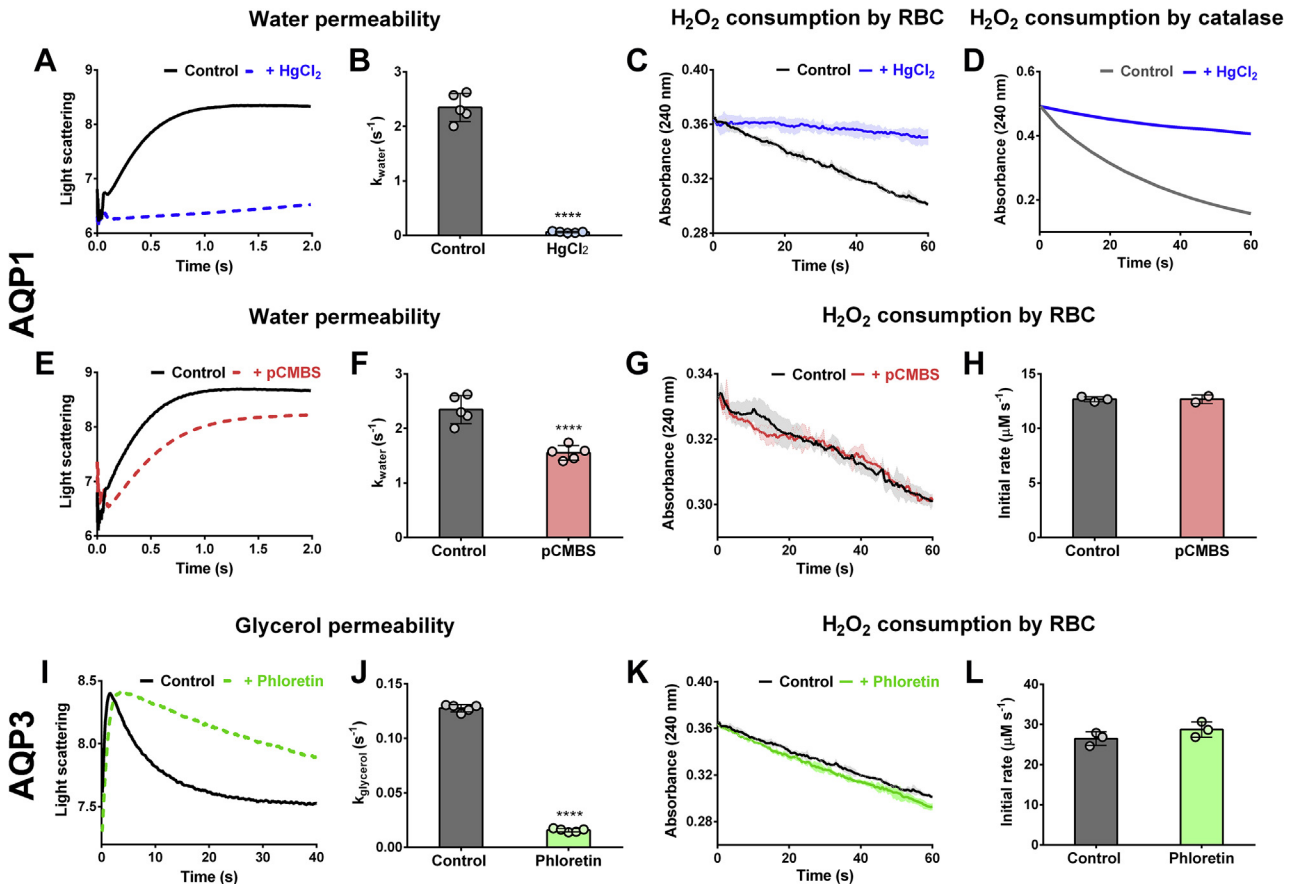 Water permeability
H₂O₂ consumption by RBC
H₂O₂ consumption by catalase
AQP1
A
Control + HgCl₂
Light scattering
9
8
7
6
0.0 0.5 1.0 1.5 2.0
Time (s)
B
k_water (s⁻¹)
3
2
1
0
****
Control HgCl₂
C
Control + HgCl₂
Absorbance (240 nm)
0.40
0.36
0.32
0.28
0 20 40 60
Time (s)
D
Control + HgCl₂
Absorbance (240 nm)
0.6
0.4
0.2
0 20 40 60
Time (s)
Water permeability
H₂O₂ consumption by RBC
E
Control + pCMBS
Light scattering
9
8
7
6
0.0 0.5 1.0 1.5 2.0
Time (s)
F
k_water (s⁻¹)
3
2
1
0
****
Control pCMBS
G
Control + pCMBS
Absorbance (240 nm)
0.34
0.32
0.30
0 20 40 60
Time (s)
H
Initial rate (μM s⁻¹)
15
10
5
0
Control pCMBS
Glycerol permeability
H₂O₂ consumption by RBC
AQP3
I
Control + Phloretin
Light scattering
8.5
8.0
7.5
0 10 20 30 40
Time (s)
J
k_glycerol (s⁻¹)
0.15
0.10
0.05
0.00
****
Control Phloretin
K
Control + Phloretin
Absorbance (240 nm)
0.40
0.36
0.32
0.28
0 20 40 60
Time (s)
L
Initial rate (μM s⁻¹)
40
30
20
10
0
Control Phloretin